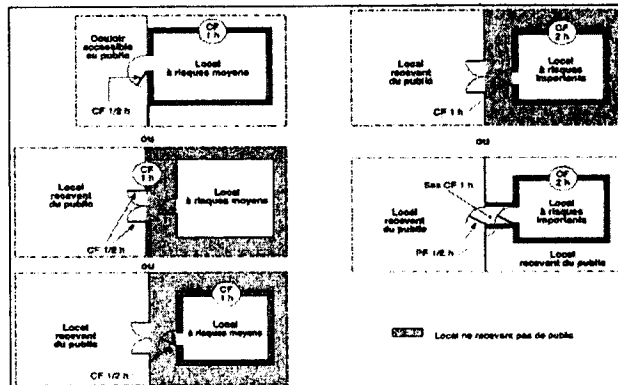 Couloir
accessible
au public
CF
1 h
Local
à risques moyens
CF 1/2 h
ou
Local
recevant
du public
CF
1 h
Local
à risques moyens
CF 1/2 h
ou
Local
recevant
du public
CF
1 h
Local
à risques moyens
CF 1/2 h
Local
recevant
du public
CF
2 h
Local
à risques
importants
CF 1 h
ou
Sas CF 1 h
CF
2 h
Local
à risques
importants
Local
recevant
du public
PF 1/2 h
Local
recevant du public
Local ne recevant pas de public